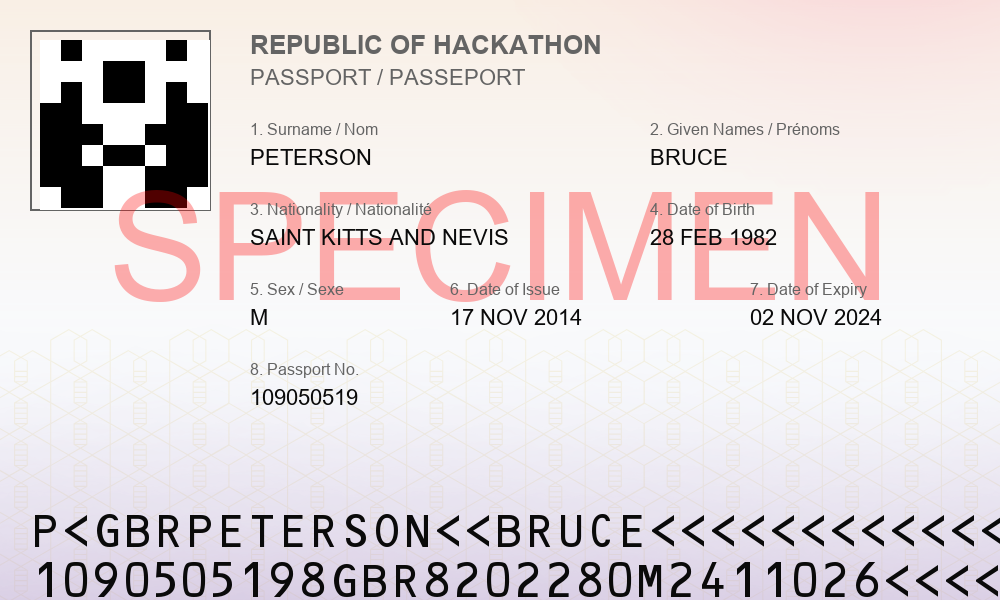 REPUBLIC OF HACKATHON
PASSPORT / PASSEPORT
1. Surname / Nom 2. Given Names / Prénoms
PETERSON BRUCE
SPECIMEN
3. Nationality / Nationalité 4. Date of Birth
SAINT KITTS AND NEVIS 28 FEB 1982
5. Sex / Sexe 6. Date of Issue 7. Date of Expiry
M 17 NOV 2014 02 NOV 2024
8. Passport No.
109050519
P<GBRPETERSON<<BRUCE<<<<<<<<<<<<
1090505198GBR8202280M2411026<<<<